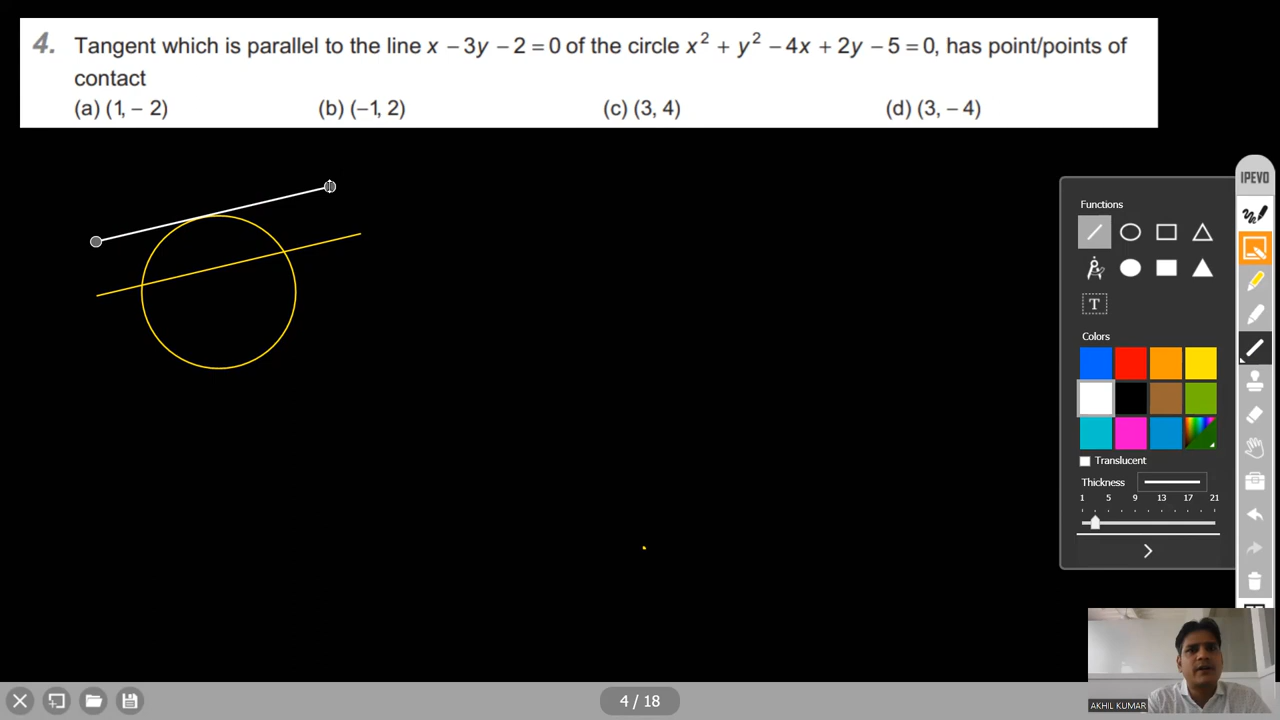 4. Tangent which is parallel to the line x − 3y − 2 = 0 of the circle x² + y² − 4x + 2y − 5 = 0, has point/points of
contact
(a) (1, − 2) (b) (−1, 2) (c) (3, 4) (d) (3, − 4)
IPEVO
Functions
T
Colors
Translucent
Thickness
1 5 9 13 17 21
AKHIL KUMAR
4 / 18